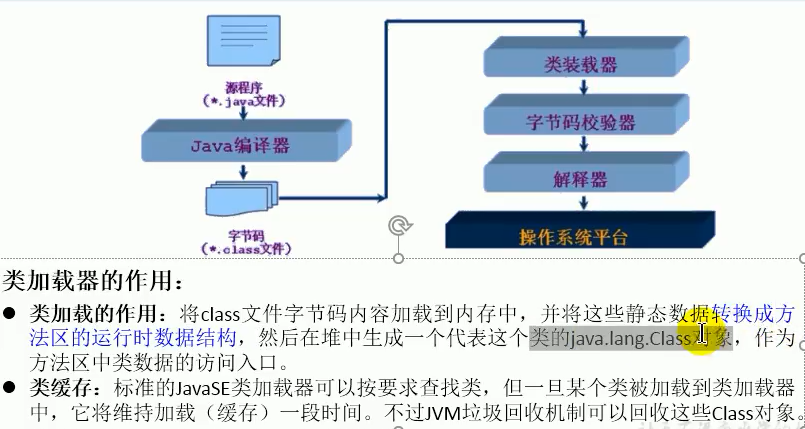 源程序
（*.java文件）
Java编译器
字节码
（*.class文件）
类装载器
字节码校验器
解释器
操作系统平台
类加载器的作用：
● 类加载的作用：将class文件字节码内容加载到内存中，并将这些静态数据转换成方
法区的运行时数据结构，然后在堆中生成一个代表这个类的java.lang.Class对象，作为
方法区中类数据的访问入口。
● 类缓存：标准的JavaSE类加载器可以按要求查找类，但一旦某个类被加载到类加载器
中，它将维持加载（缓存）一段时间。不过JVM垃圾回收机制可以回收这些Class对象。